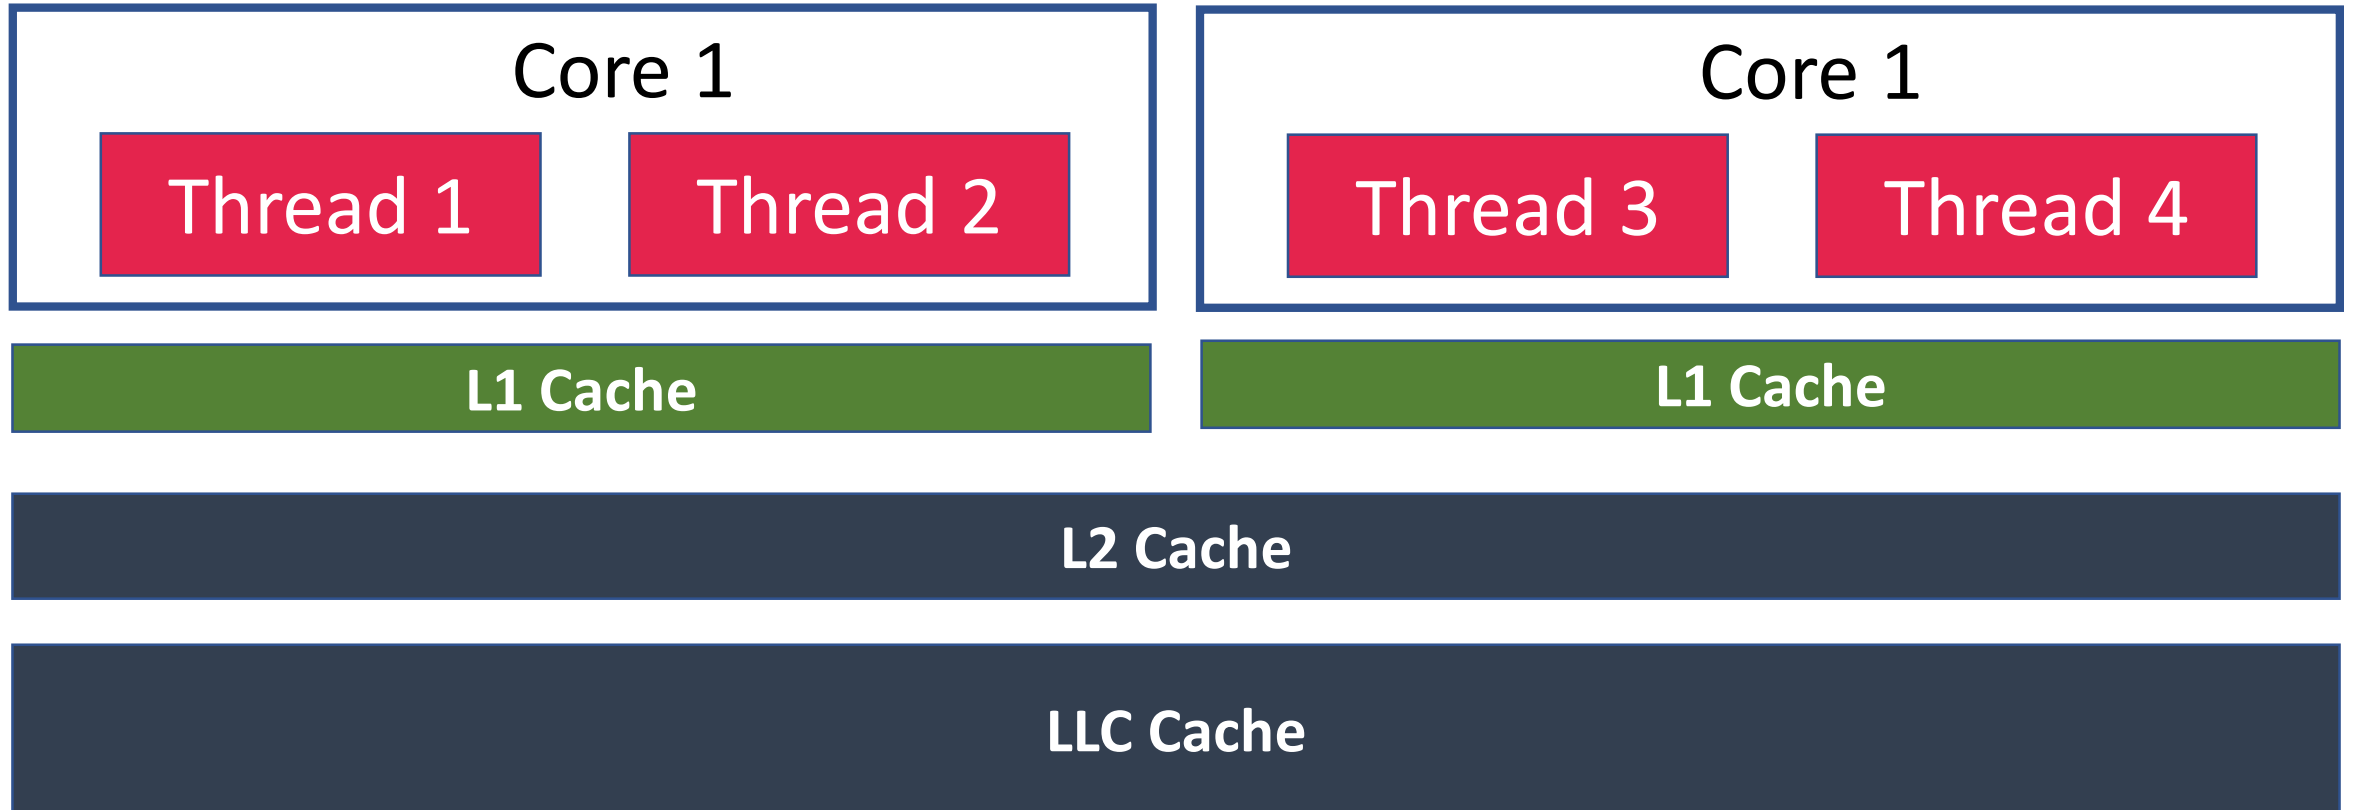 Core 1
Thread 1
Thread 2
Core 1
Thread 3
Thread 4
L1 Cache
L1 Cache
L2 Cache
LLC Cache